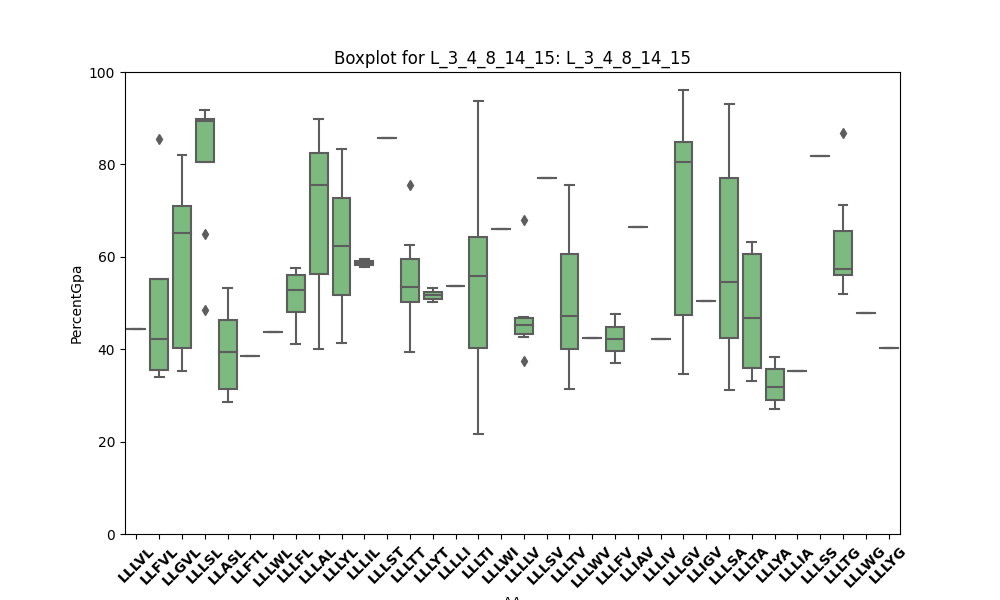 Boxplot for L_3_4_8_14_15: L_3_4_8_14_15
PercentGpa
100
80
60
40
20
0
LLLVL
LLFVL
LLGVL
LLLSL
LLASL
LLFTL
LLLWL
LLLFL
LLLAL
LLLYL
LLLIL
LLLST
LLLTT
LLLYT
LLLLI
LLLTI
LLLWI
LLLLV
LLLSV
LLLTV
LLLWV
LLLFV
LLIAV
LLLIV
LLLGV
LLIGV
LLLSA
LLLTA
LLLYA
LLLIA
LLLSS
LLLTG
LLLWG
LLLYG